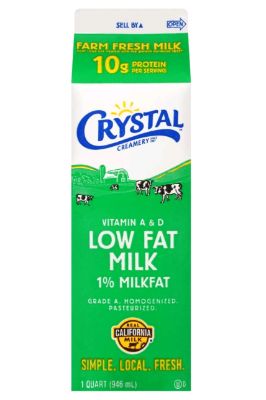 SELL BY
OPEN
FARM FRESH MILK
10g PROTEIN
PER SERVING
CRYSTAL
CREAMERY
VITAMIN A & D
LOW FAT
MILK
1% MILKFAT
GRADE A. HOMOGENIZED.
PASTEURIZED.
REAL
CALIFORNIA
MILK
SIMPLE. LOCAL. FRESH.
1 QUART (946 mL)